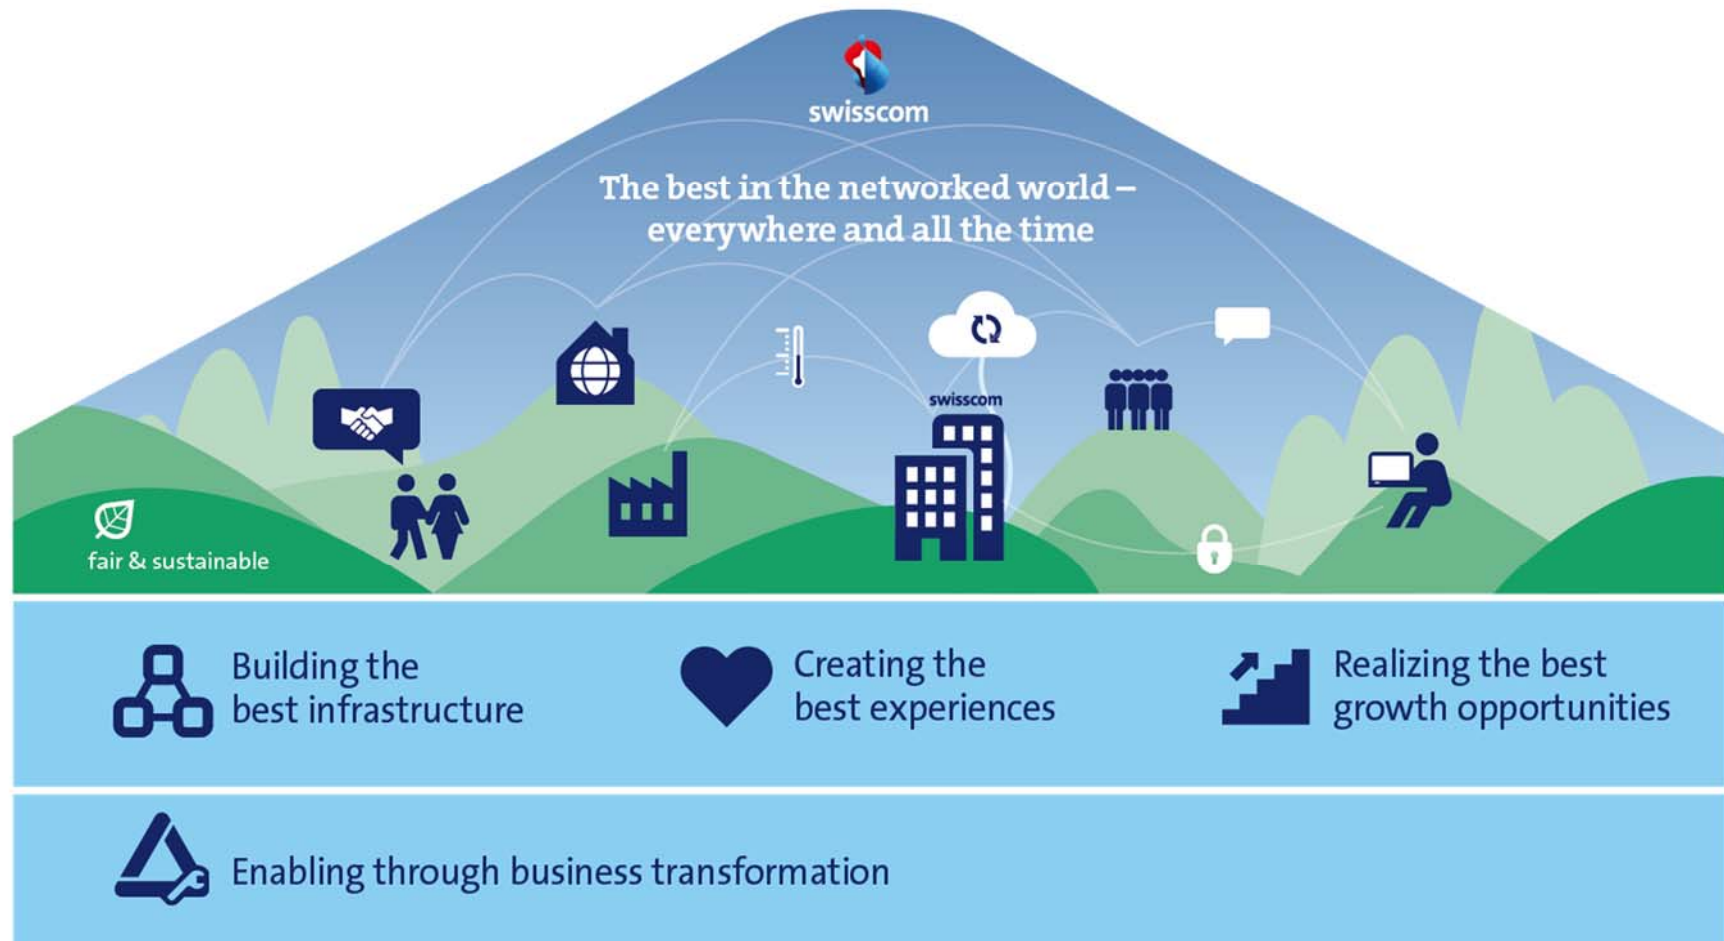 swisscom
The best in the networked world –
everywhere and all the time
swisscom
fair & sustainable
Building the
best infrastructure
Creating the
best experiences
Realizing the best
growth opportunities
Enabling through business transformation